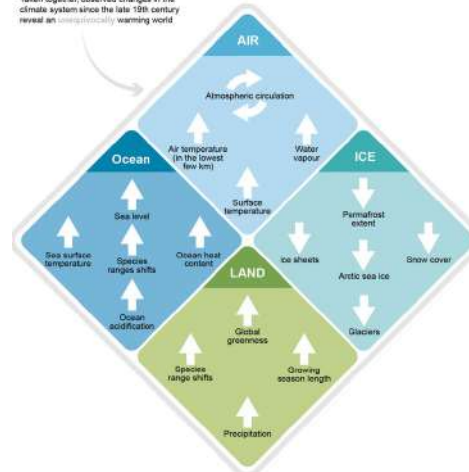 Taken together, observed changes in the
climate system since the late 19th century
reveal an unequivocally warming world
AIR
Atmospheric circulation
Air temperature
(in the lowest
few km)
Water
vapour
Surface
temperature
Ocean
Sea level
Sea surface
temperature
Species
ranges shifts
Ocean heat
content
Ocean
acidification
ICE
Permafrost
extent
Ice sheets
Snow cover
Arctic sea ice
Glaciers
LAND
Global
greenness
Species
range shifts
Growing
season length
Precipitation